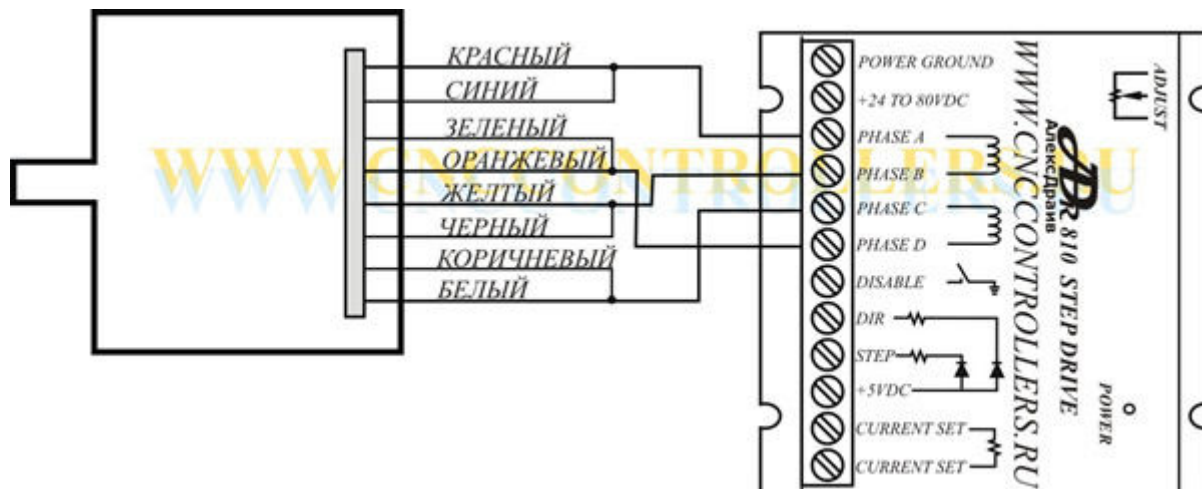 КРАСНЫЙ
СИНИЙ
ЗЕЛЕНЫЙ
ОРАНЖЕВЫЙ
ЖЕЛТЫЙ
ЧЕРНЫЙ
КОРИЧНЕВЫЙ
БЕЛЫЙ
WWW.CNCCONTROLLERS.RU
POWER GROUND
+24 TO 80VDC
PHASE A
PHASE B
PHASE C
PHASE D
DISABLE
DIR
STEP
+5VDC
CURRENT SET
CURRENT SET
WWW.CNCCONTROLLERS.RU
АлексДрайв
810 STEP DRIVE
ADJUST
POWER